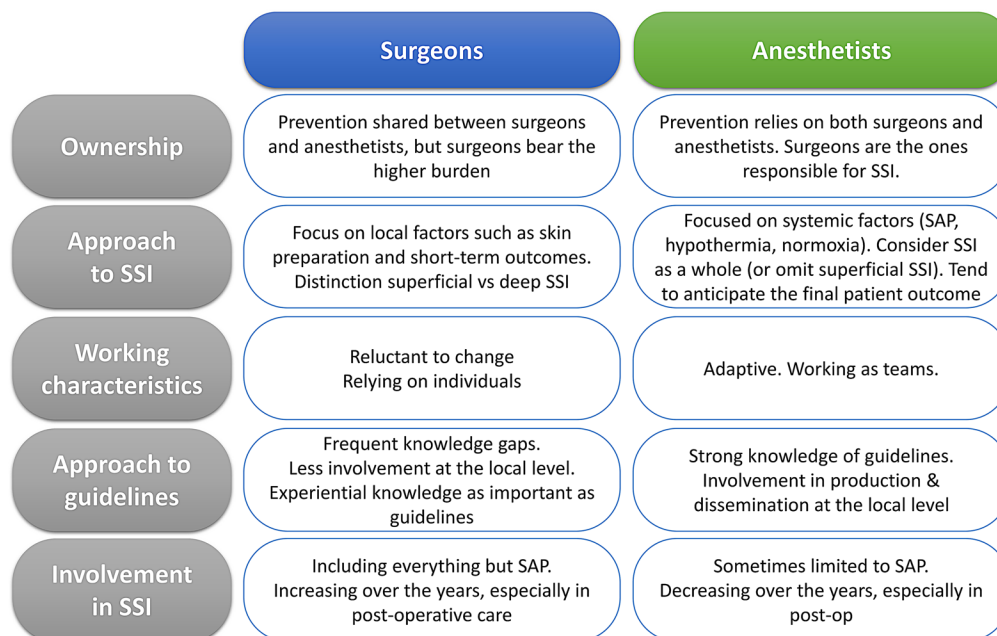 Surgeons
Anesthetists
Ownership
Prevention shared between surgeons
and anesthetists, but surgeons bear the
higher burden
Prevention relies on both surgeons and
anesthetists. Surgeons are the ones
responsible for SSI.
Approach
to SSI
Focus on local factors such as skin
preparation and short-term outcomes.
Distinction superficial vs deep SSI
Focused on systemic factors (SAP,
hypothermia, normoxia). Consider SSI
as a whole (or omit superficial SSI). Tend
to anticipate the final patient outcome
Working
characteristics
Reluctant to change
Relying on individuals
Adaptive. Working as teams.
Approach to
guidelines
Frequent knowledge gaps.
Less involvement at the local level.
Experiential knowledge as important as
guidelines
Strong knowledge of guidelines.
Involvement in production &
dissemination at the local level
Involvement
in SSI
Including everything but SAP.
Increasing over the years, especially in
post-operative care
Sometimes limited to SAP.
Decreasing over the years, especially in
post-op